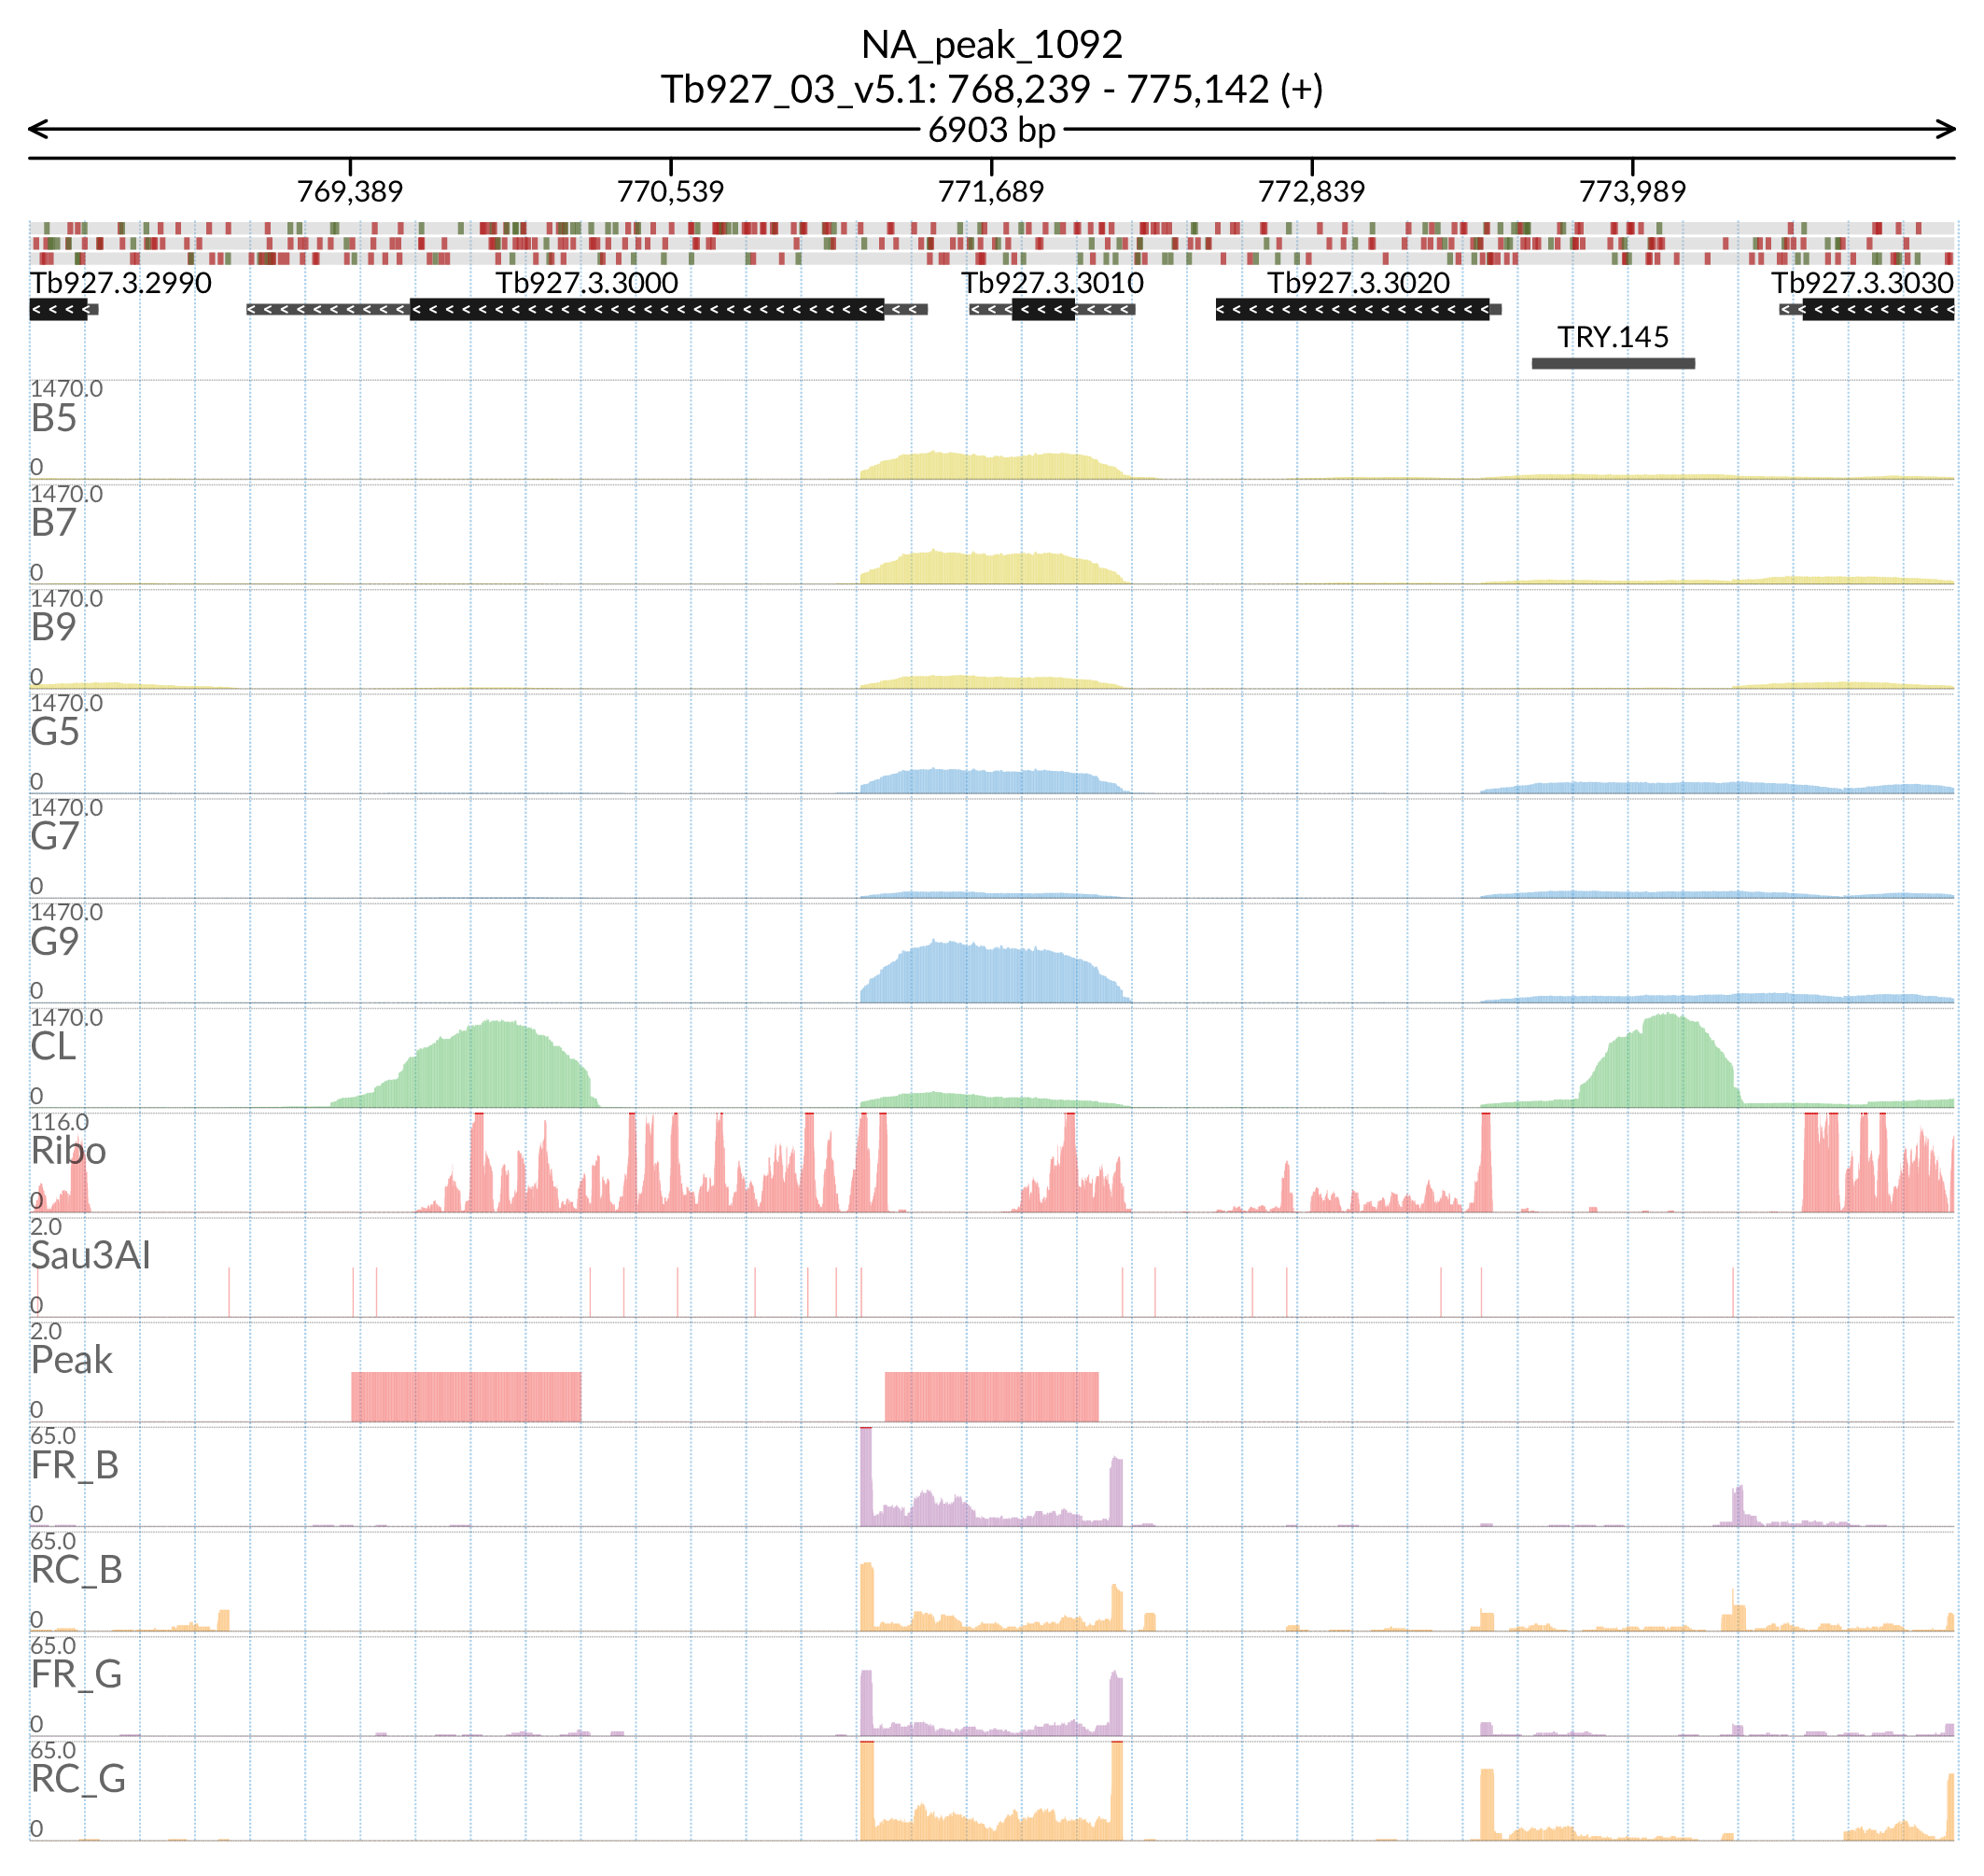 NA_peak_1092
Tb927_03_v5.1: 768,239 - 775,142 (+)
6903 bp
769,389 770,539 771,689 772,839 773,989
Tb927.3.2990 Tb927.3.3000 Tb927.3.3010 Tb927.3.3020 Tb927.3.3030
TRY.145
1470.0
B5
0
1470.0
B7
0
1470.0
B9
0
1470.0
G5
0
1470.0
G7
0
1470.0
G9
0
1470.0
CL
0
116.0
Ribo
0
2.0
Sau3AI
0
2.0
Peak
0
65.0
FR_B
0
65.0
RC_B
0
65.0
FR_G
0
65.0
RC_G
0